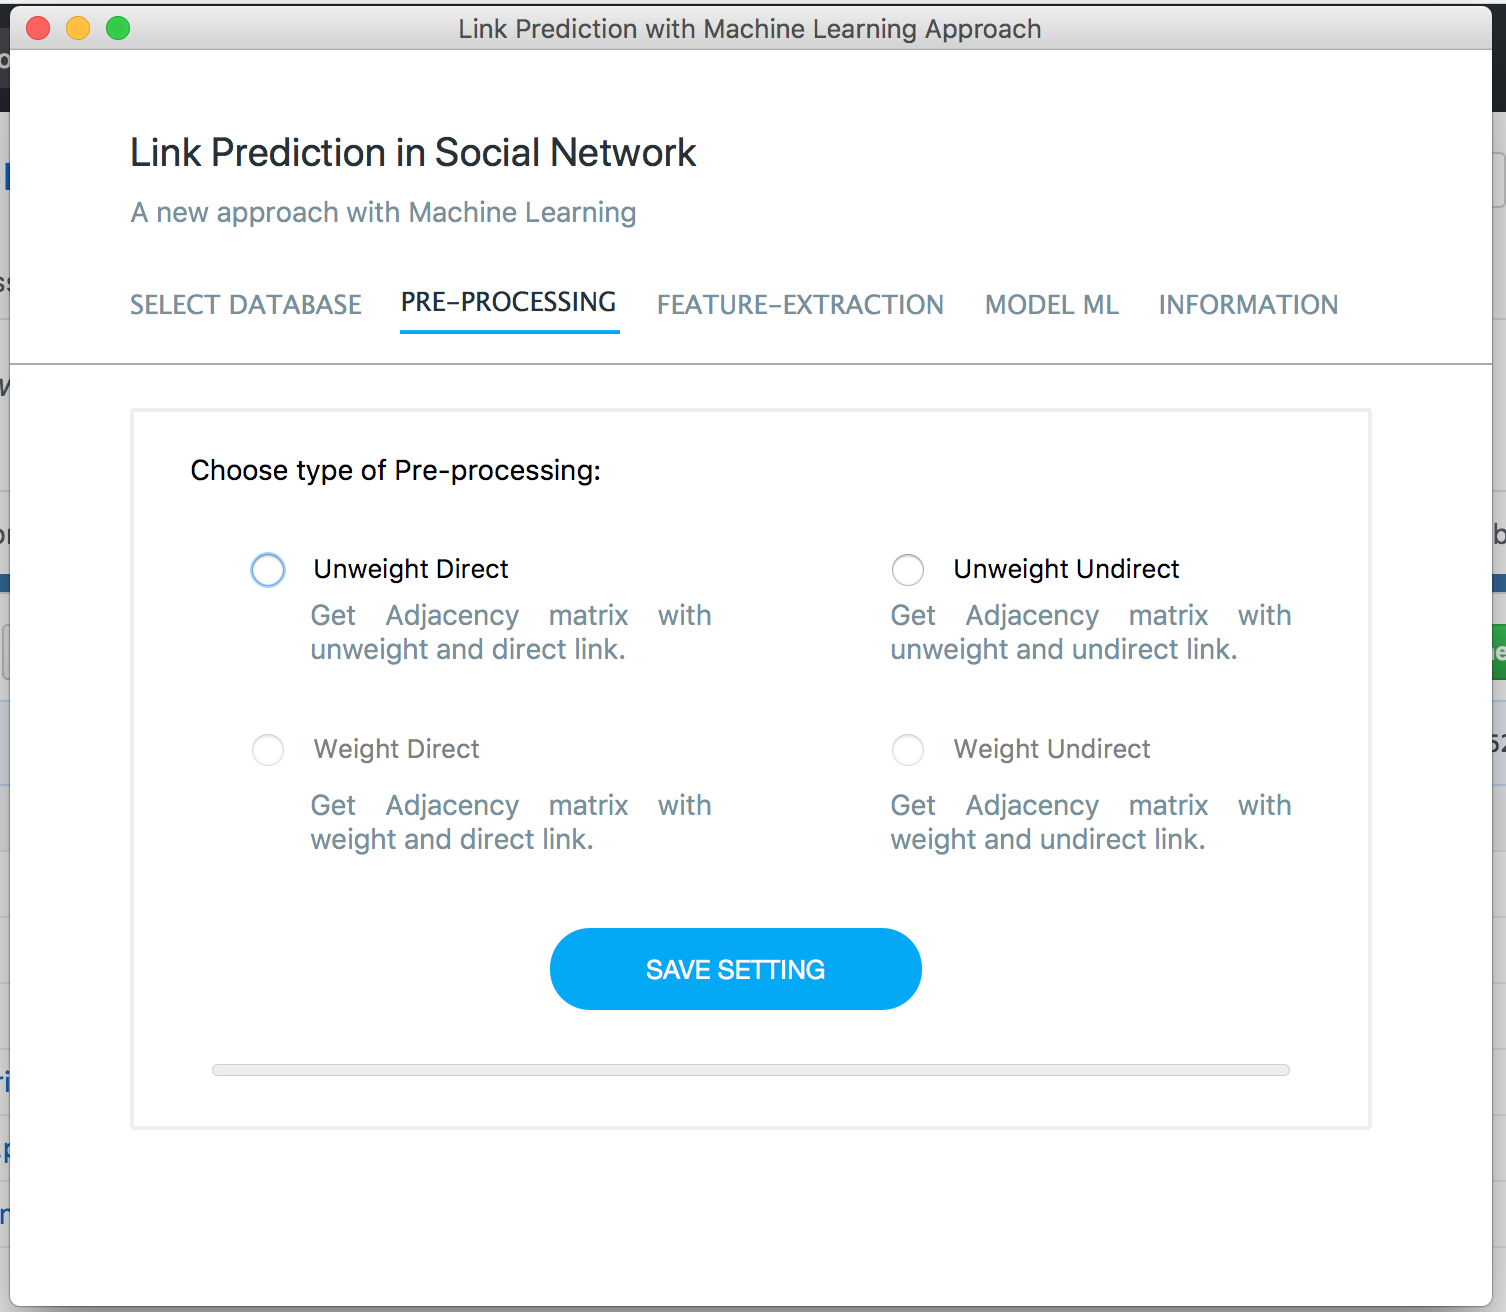 Link Prediction with Machine Learning Approach
Link Prediction in Social Network
A new approach with Machine Learning
SELECT DATABASE PRE-PROCESSING FEATURE-EXTRACTION MODEL ML INFORMATION
Choose type of Pre-processing:
Unweight Direct
Get Adjacency matrix with
unweight and direct link.
Unweight Undirect
Get Adjacency matrix with
unweight and undirect link.
Weight Direct
Get Adjacency matrix with
weight and direct link.
Weight Undirect
Get Adjacency matrix with
weight and undirect link.
SAVE SETTING